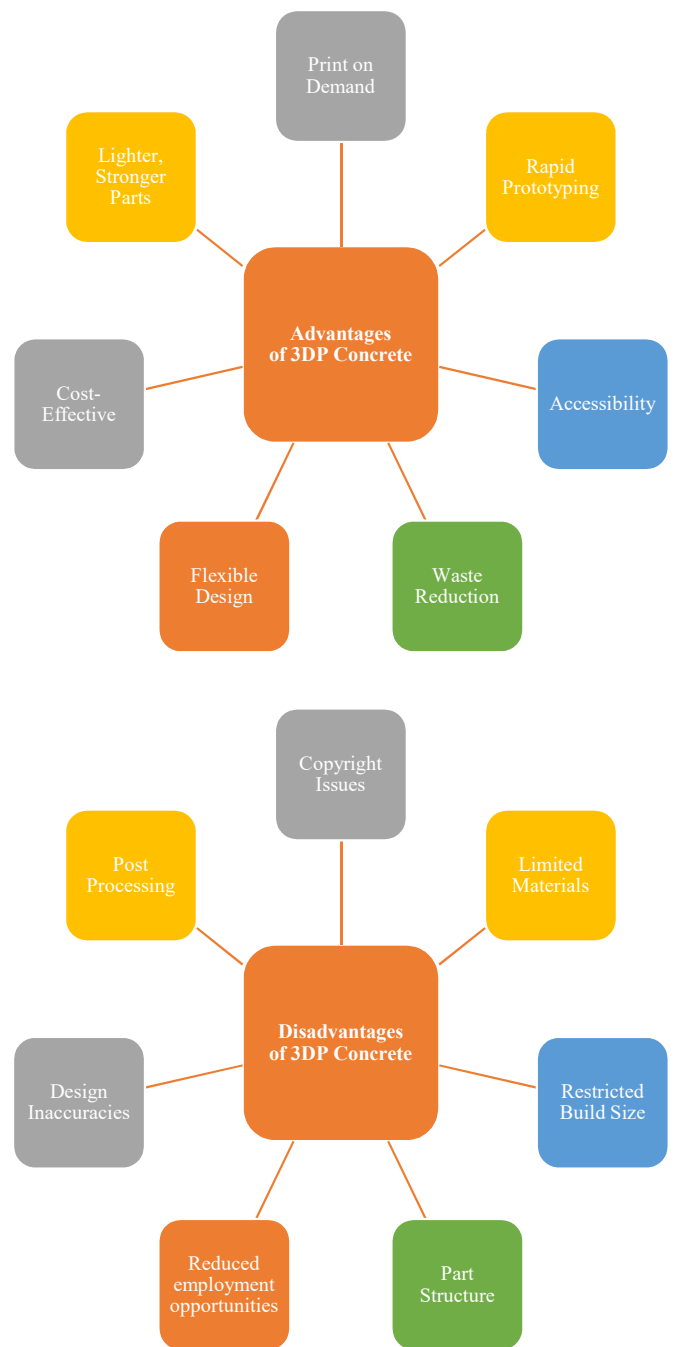 Print on
Demand
Lighter,
Stronger
Parts
Rapid
Prototyping
Advantages
of 3DP Concrete
Cost-
Effective
Accessibility
Flexible
Design
Waste
Reduction
Copyright
Issues
Post
Processing
Limited
Materials
Disadvantages
of 3DP Concrete
Design
Inaccuracies
Restricted
Build Size
Reduced
employment
opportunities
Part
Structure